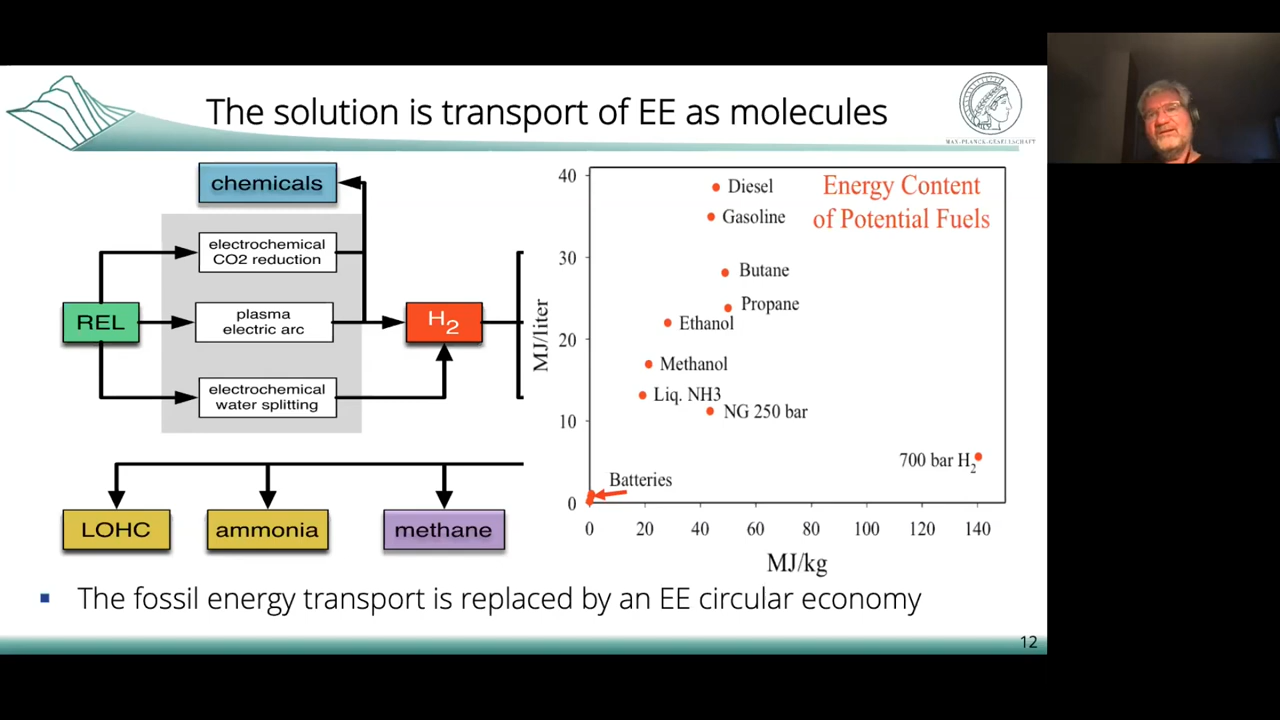 The solution is transport of EE as molecules
MAX-PLANCK-GESELLSCHAFT
chemicals
electrochemical
CO2 reduction
REL
plasma
electric arc
H2
electrochemical
water splitting
LOHC
ammonia
methane
Energy Content
of Potential Fuels
MJ/liter
40
30
20
10
0
Diesel
Gasoline
Butane
Propane
Ethanol
Methanol
Liq. NH3
NG 250 bar
700 bar H2
Batteries
0 20 40 60 80 100 120 140
MJ/kg
▪ The fossil energy transport is replaced by an EE circular economy
12